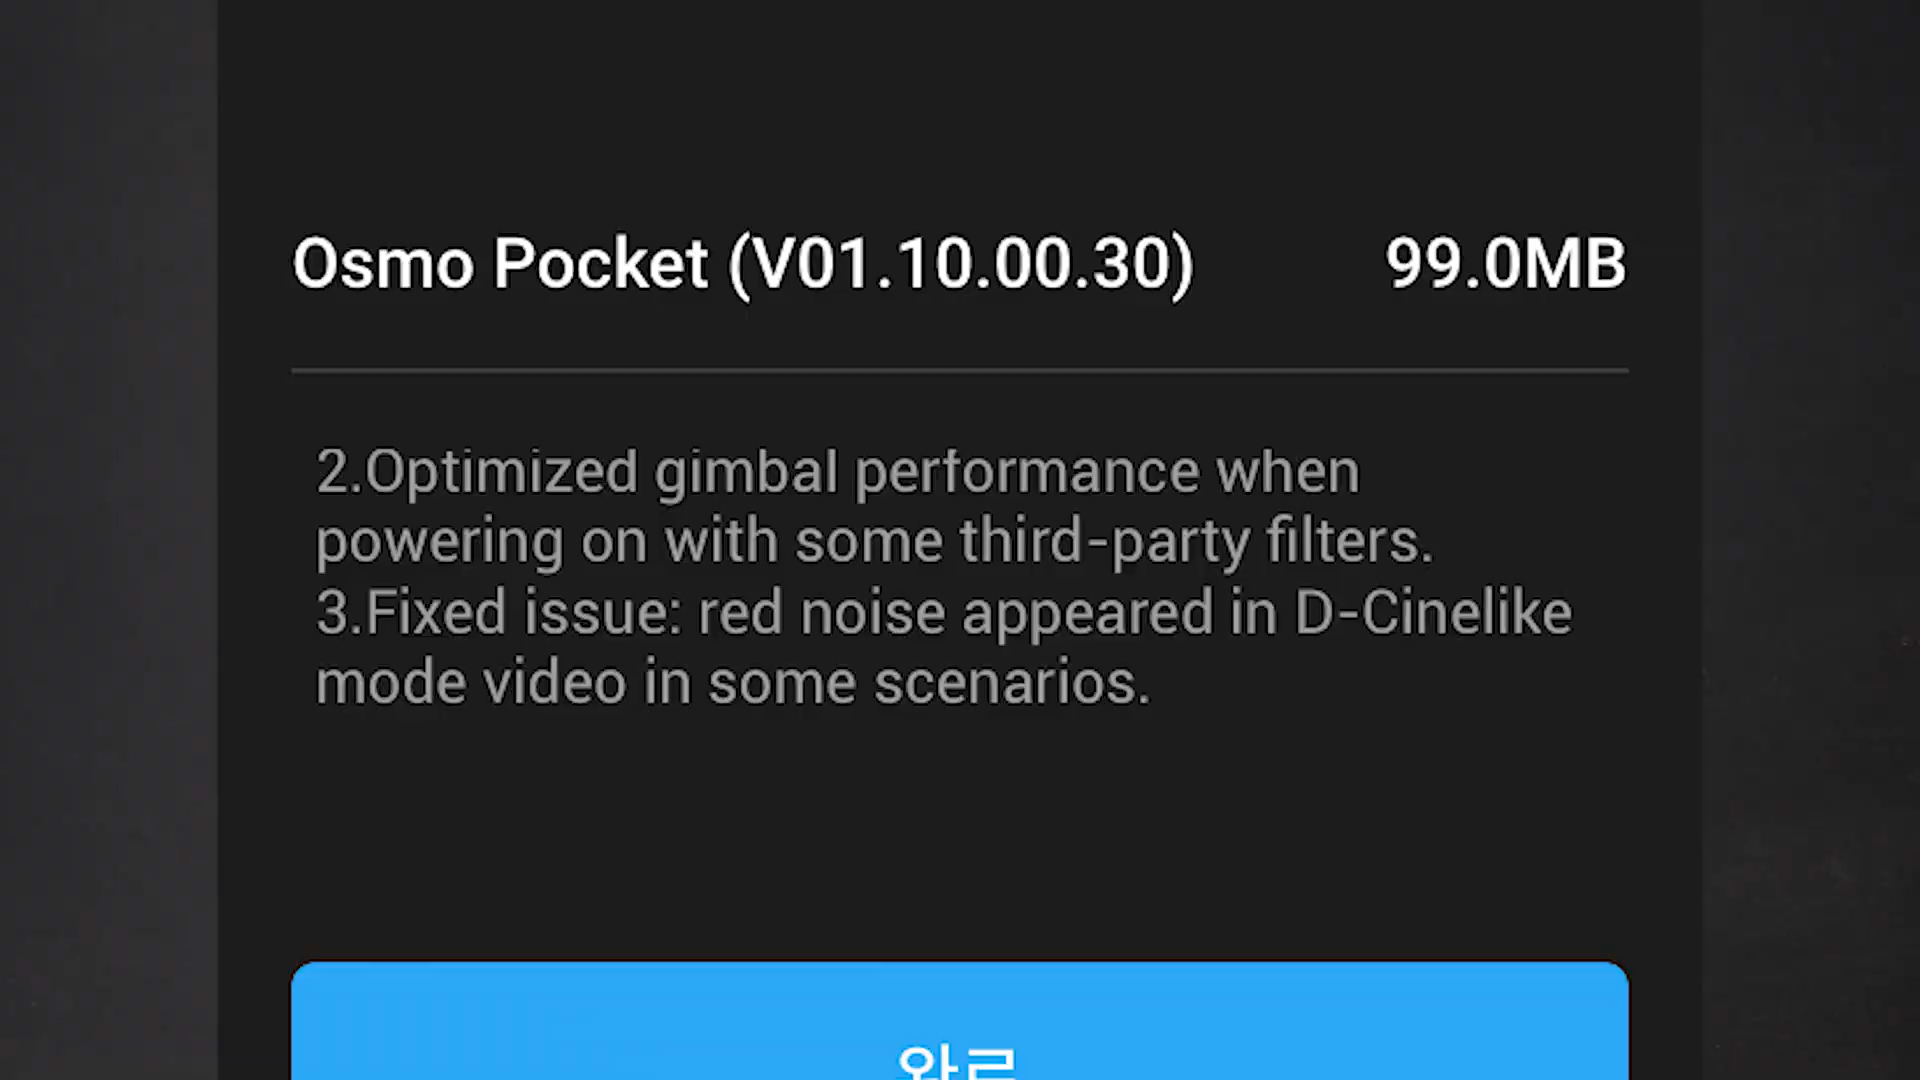 Osmo Pocket (V01.10.00.30) 99.0MB
2.Optimized gimbal performance when
powering on with some third-party filters.
3.Fixed issue: red noise appeared in D-Cinelike
mode video in some scenarios.